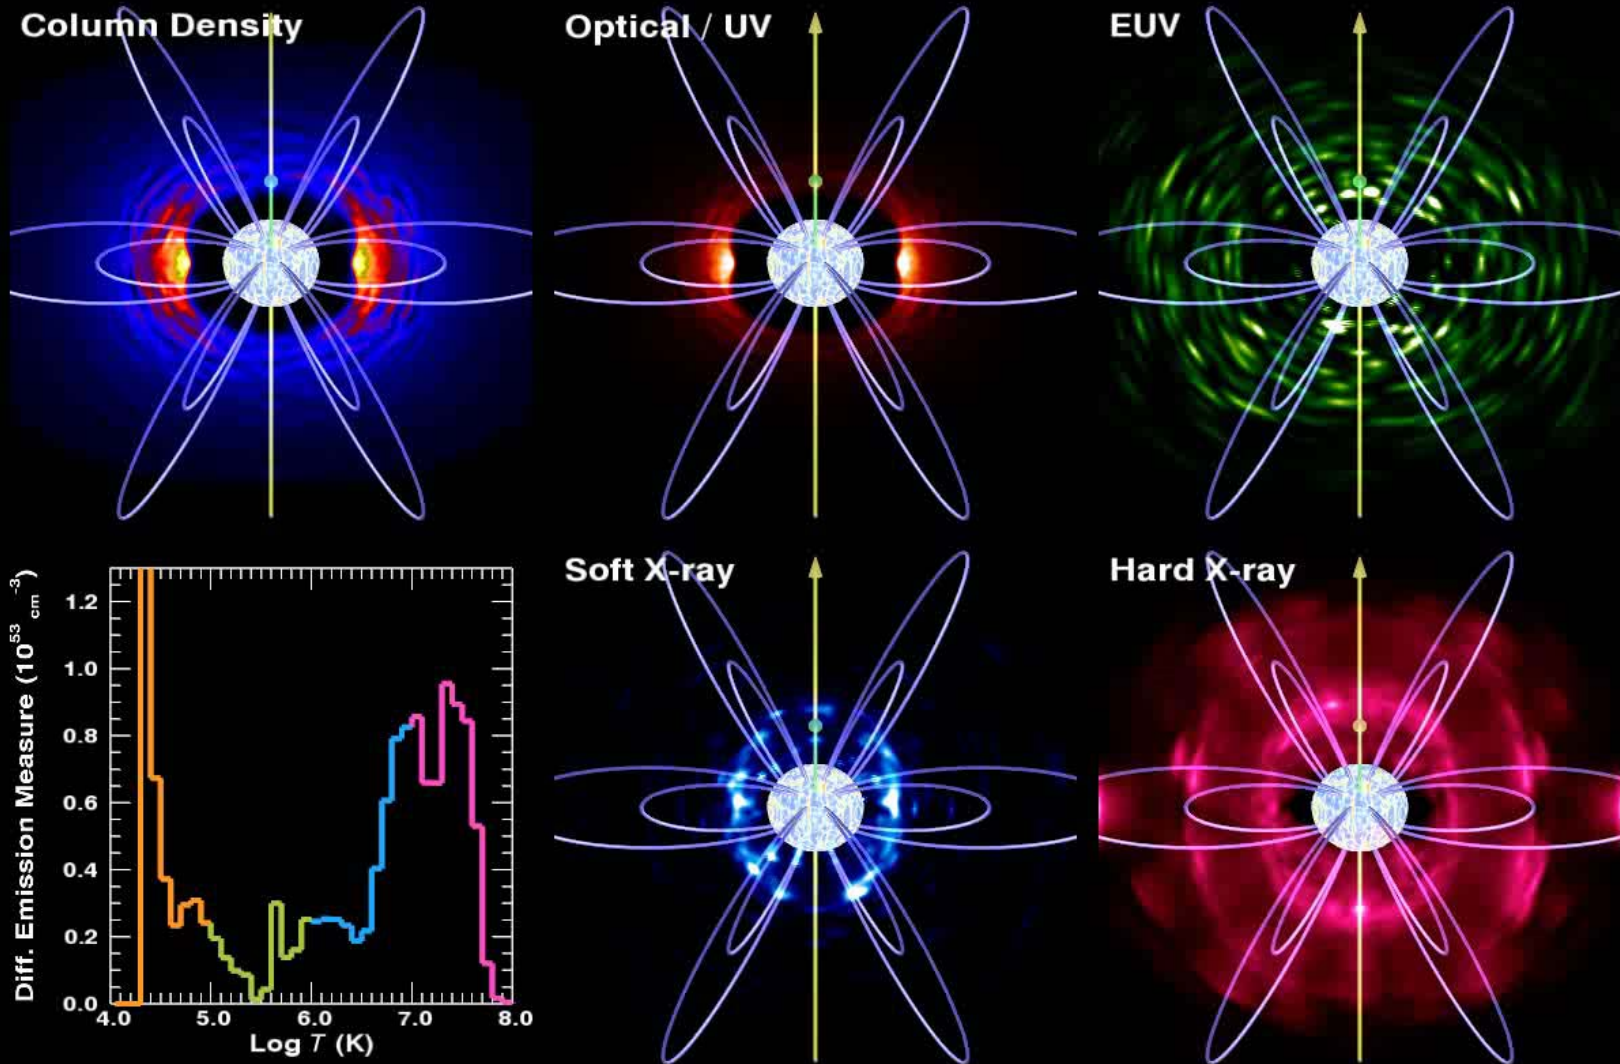 Column Density
Optical / UV
EUV
Diff. Emission Measure (10⁵³ cm⁻³)
1.2
1.0
0.8
0.6
0.4
0.2
0.0
4.0 5.0 6.0 7.0 8.0
Log T (K)
Soft X-ray
Hard X-ray